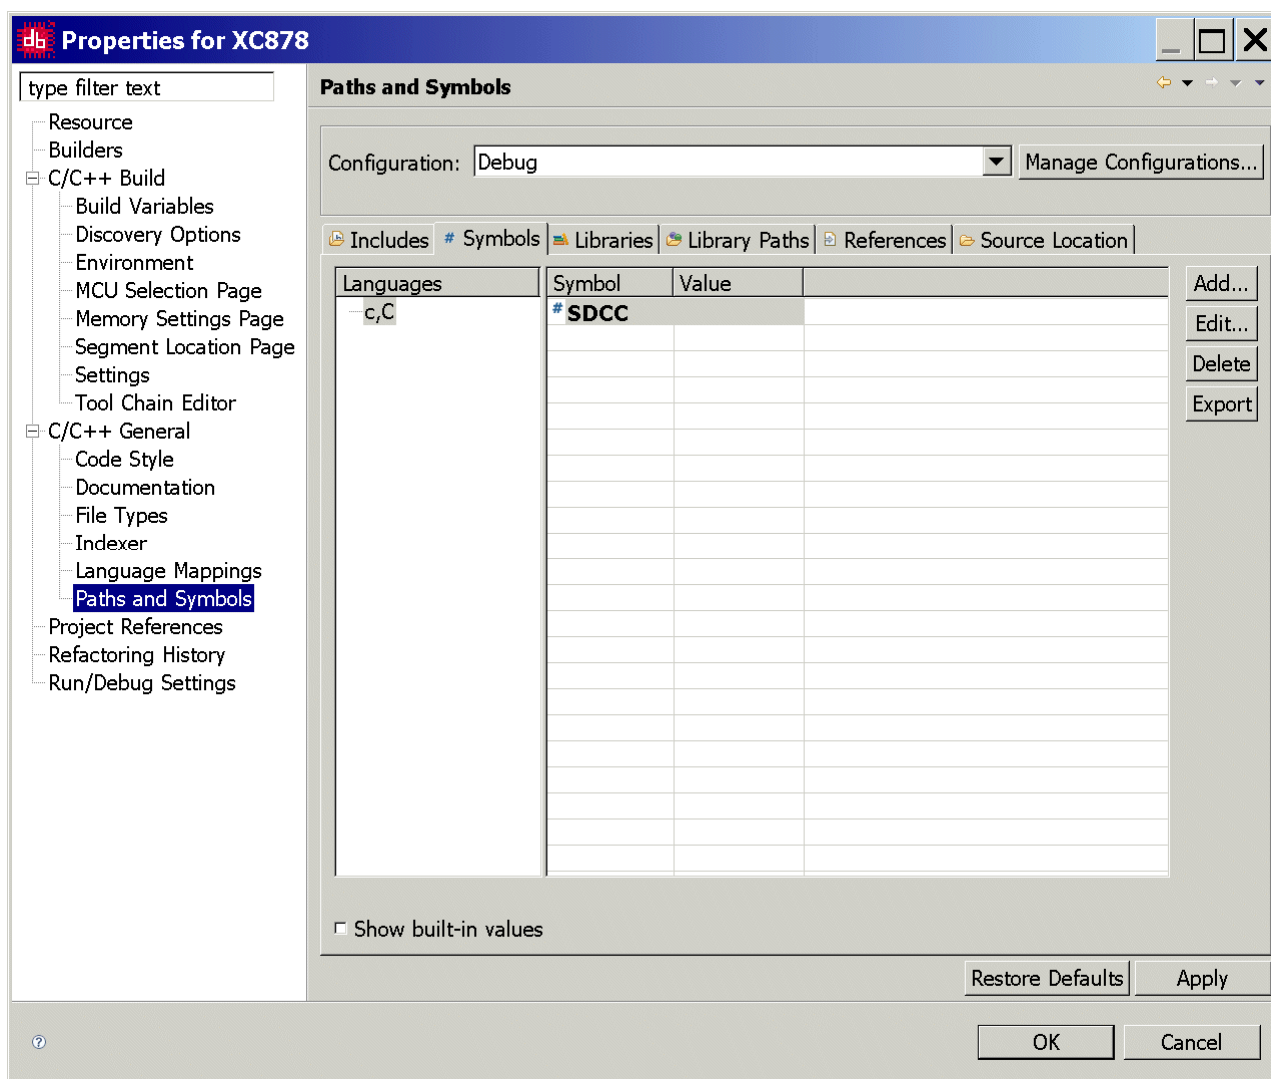 db Properties for XC878
type filter text
Resource
Builders
C/C++ Build
Build Variables
Discovery Options
Environment
MCU Selection Page
Memory Settings Page
Segment Location Page
Settings
Tool Chain Editor
C/C++ General
Code Style
Documentation
File Types
Indexer
Language Mappings
Paths and Symbols
Project References
Refactoring History
Run/Debug Settings
Paths and Symbols
Configuration: Debug Manage Configurations...
Includes # Symbols Libraries Library Paths References Source Location
Languages Symbol Value
c,C # SDCC
Add...
Edit...
Delete
Export
Show built-in values
Restore Defaults Apply
? OK Cancel